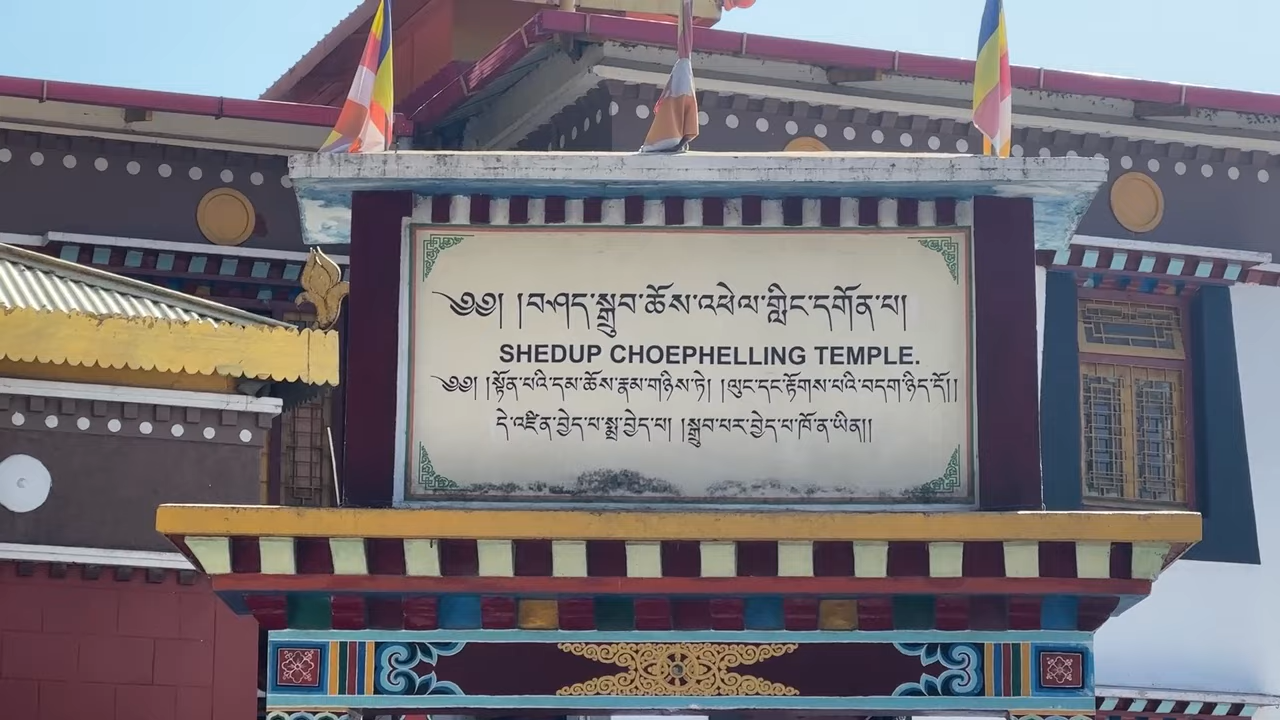 ༄༅། །བཤད་སྒྲུབ་ཆོས་འཕེལ་གླིང་དགོན་པ།
SHEDUP CHOEPHELLING TEMPLE.
༄༅། །སྟོན་པའི་དམ་ཆོས་རྣམ་གཉིས་ཏེ། །ལུང་དང་རྟོགས་པའི་བདག་ཉིད་དོ།།
དེ་འཛིན་བྱེད་པ་སྨྲ་བྱེད་པ། །སྒྲུབ་པར་བྱེད་པ་ཁོ་ན་ཡིན།།